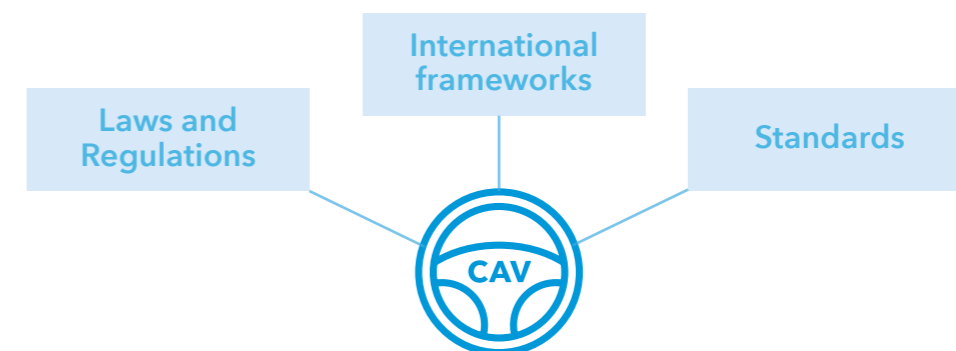 International
frameworks
Laws and
Regulations
Standards
CAV